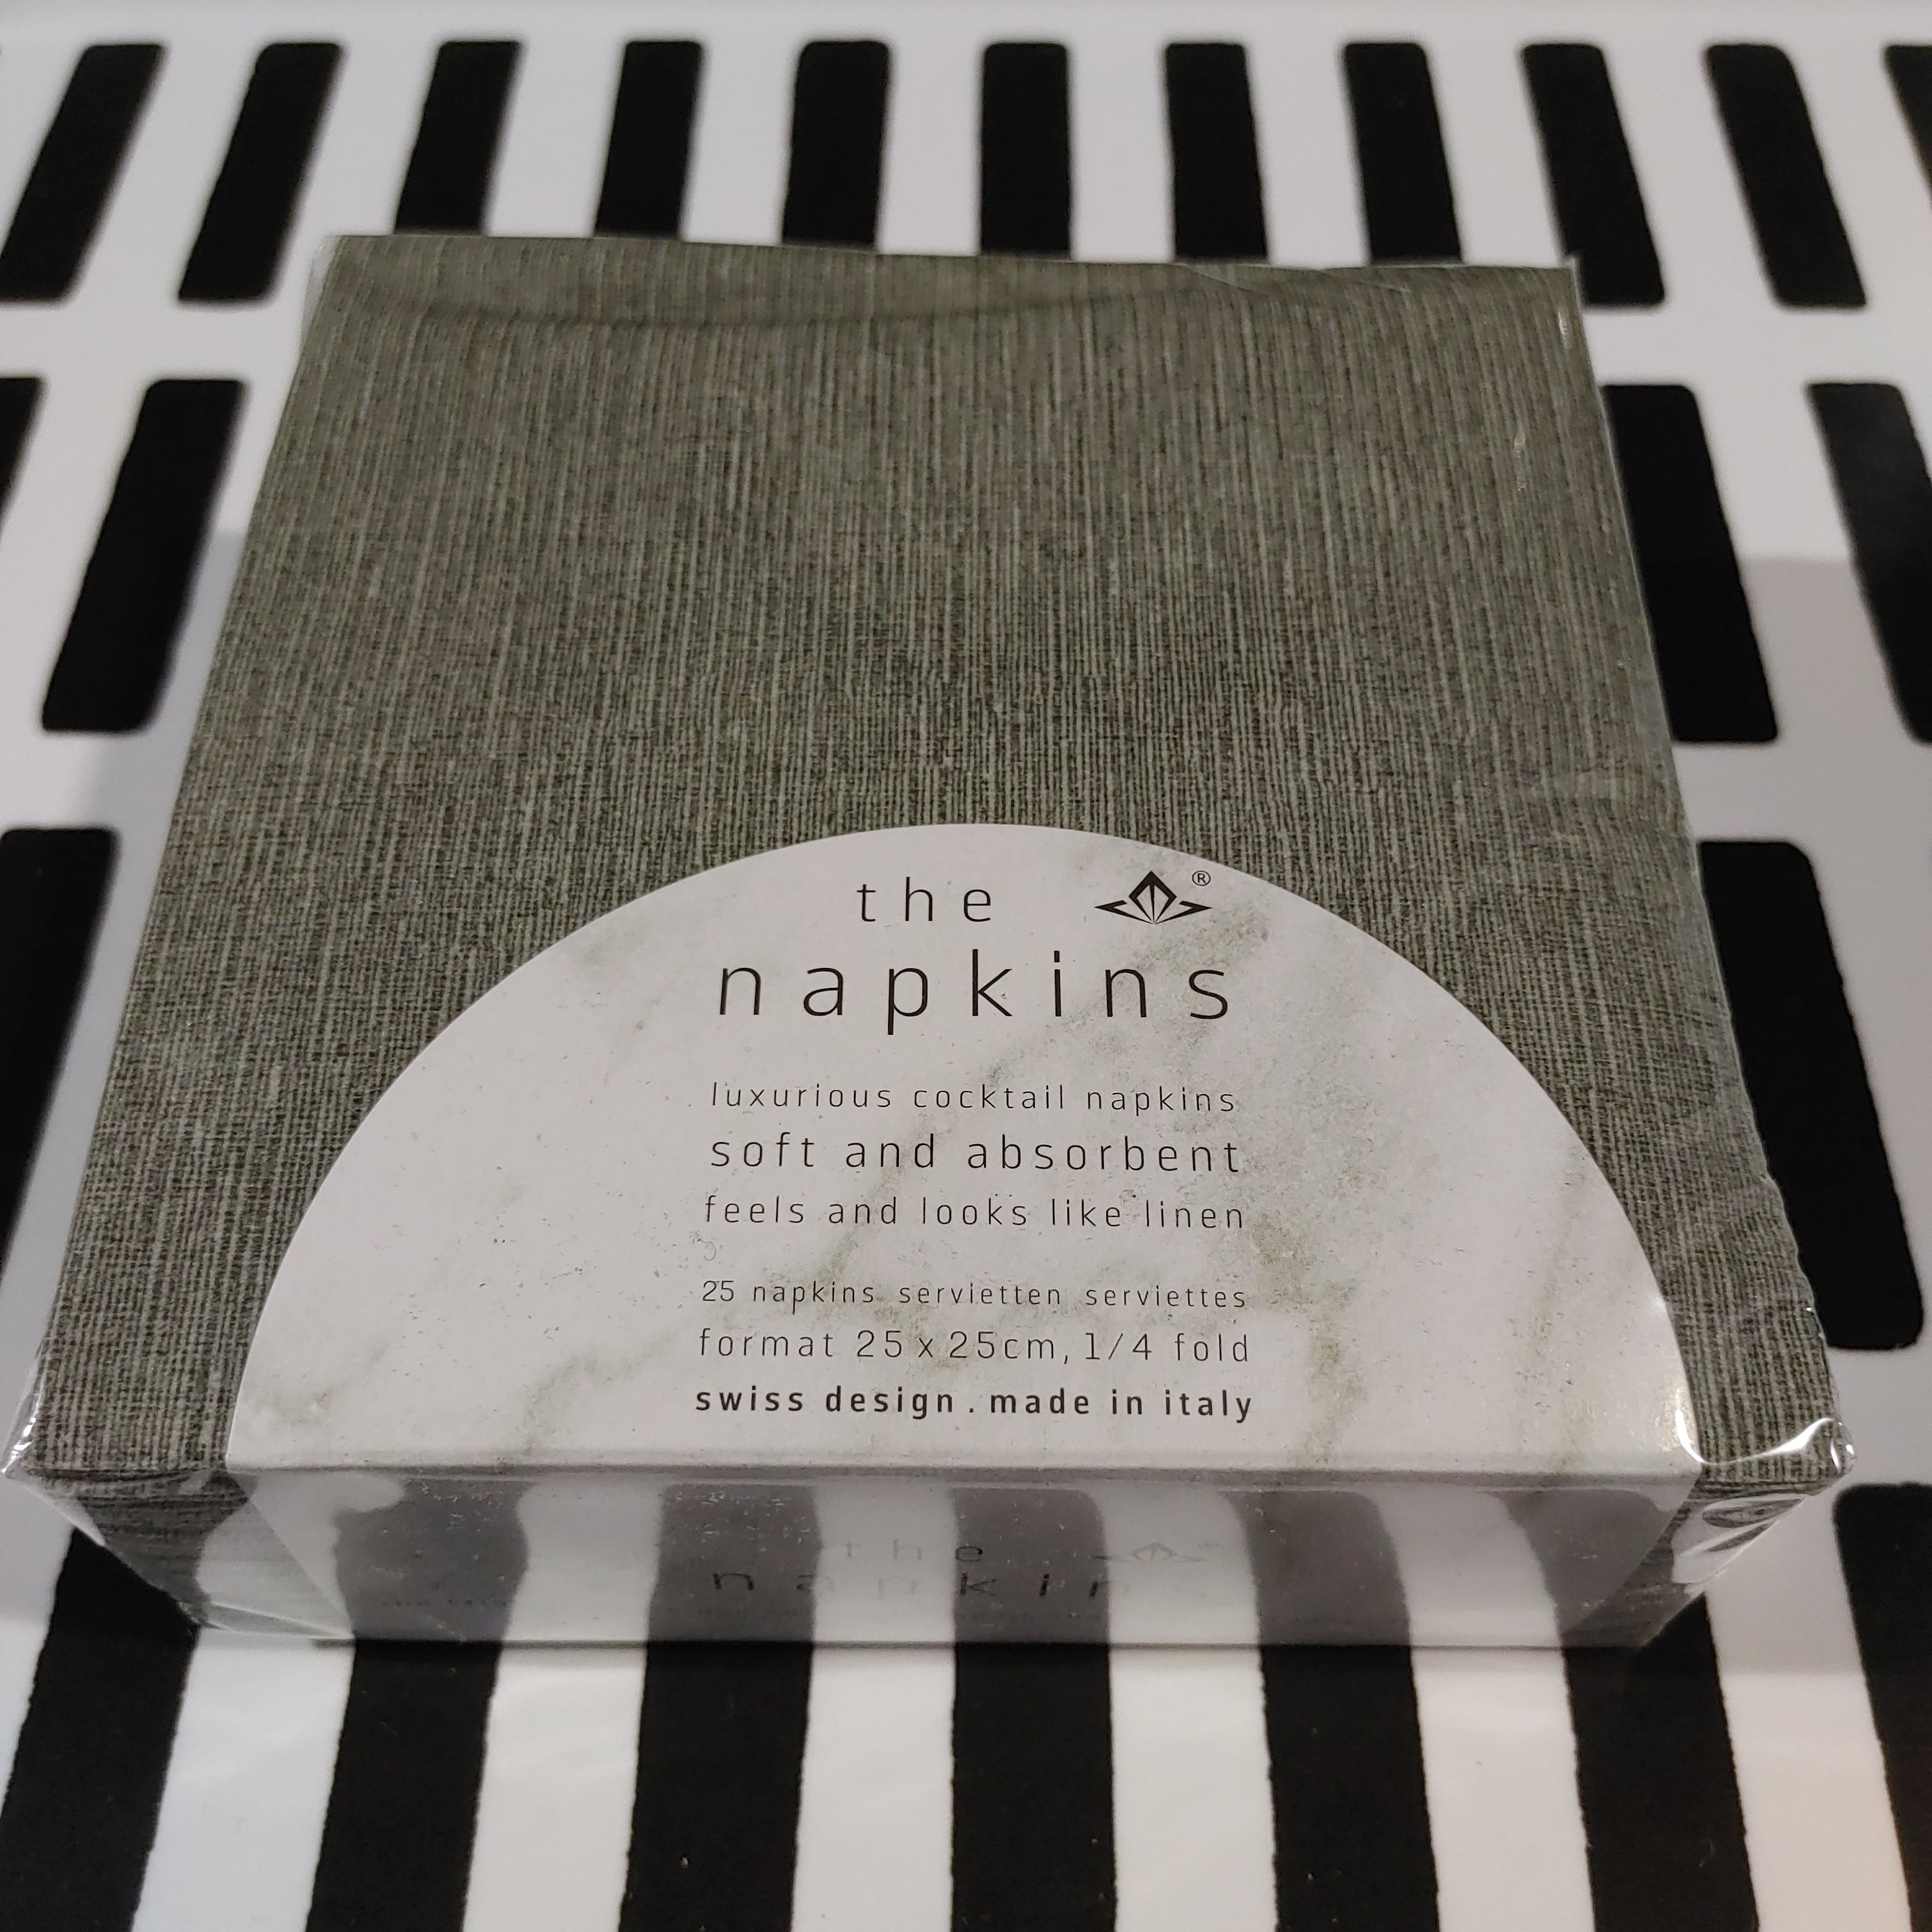 the ®
napkins
luxurious cocktail napkins
soft and absorbent
feels and looks like linen
25 napkins servietten serviettes
format 25 x 25cm, 1/4 fold
swiss design . made in italy
the